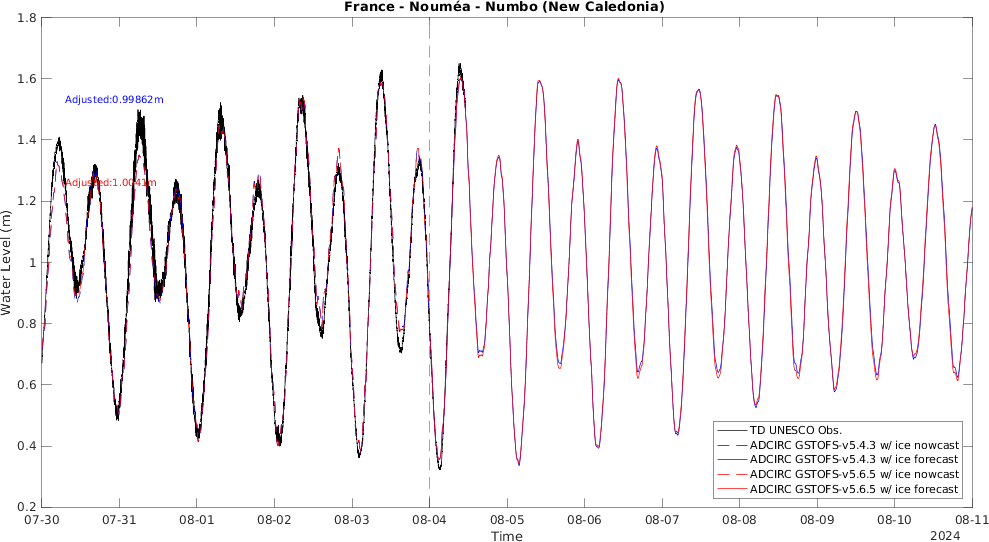 France - Nouméa - Numbo (New Caledonia)
Water Level (m)
1.8
1.6
1.4
1.2
1
0.8
0.6
0.4
0.2
Adjusted:0.99862m
Adjusted:1.0041m
TD UNESCO Obs.
ADCIRC GSTOFS-v5.4.3 w/ ice nowcast
ADCIRC GSTOFS-v5.4.3 w/ ice forecast
ADCIRC GSTOFS-v5.6.5 w/ ice nowcast
ADCIRC GSTOFS-v5.6.5 w/ ice forecast
07-30 07-31 08-01 08-02 08-03 08-04 08-05 08-06 08-07 08-08 08-09 08-10 08-11
Time
2024